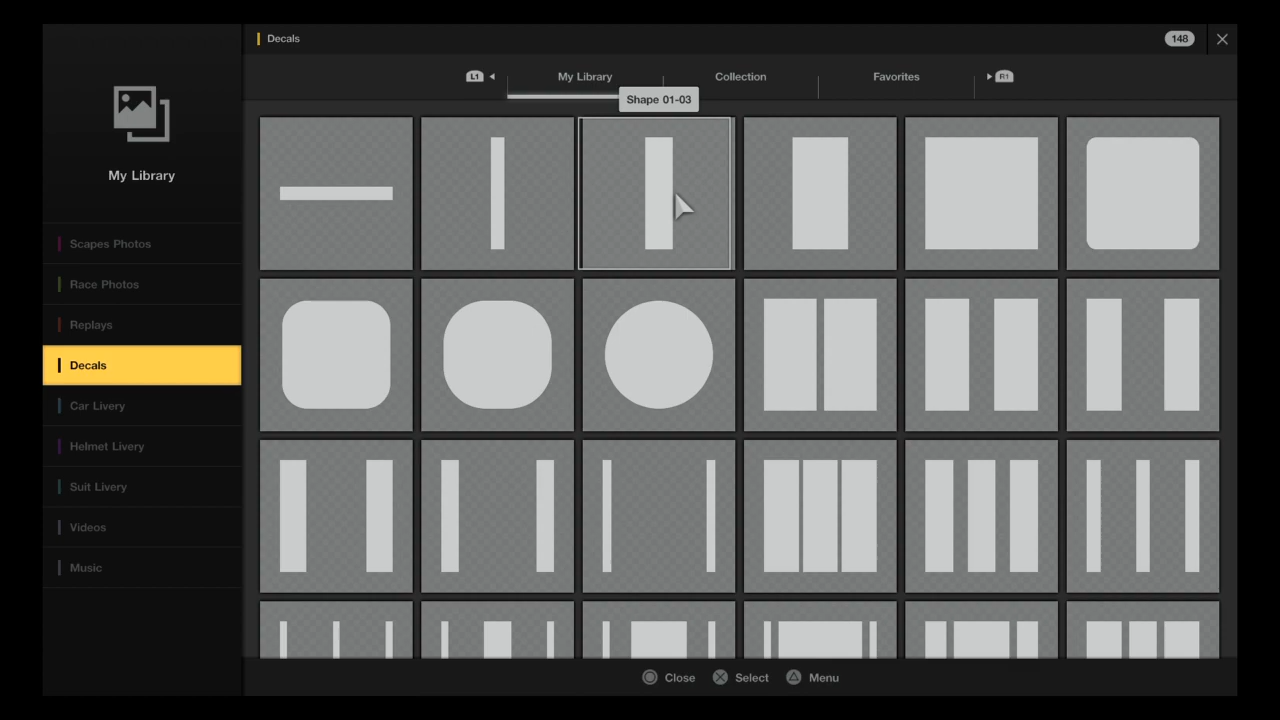 Decals
148
L1
My Library
Collection
Favorites
R1
Shape 01-03
My Library
Scapes Photos
Race Photos
Replays
Decals
Car Livery
Helmet Livery
Suit Livery
Videos
Music
Close
Select
Menu